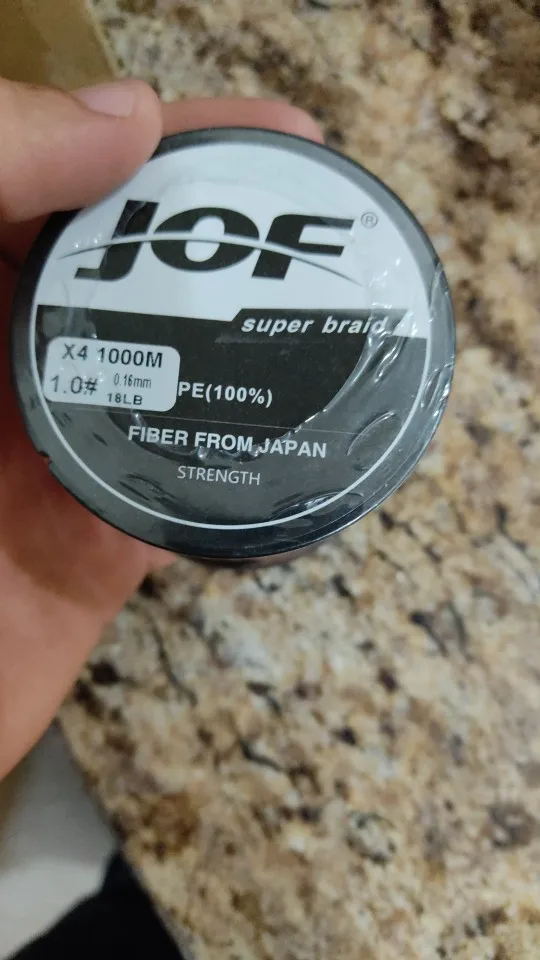 JOF®
super braid
X4 1000M
1.0# 0.16mm
18LB
PE(100%)
FIBER FROM JAPAN
STRENGTH